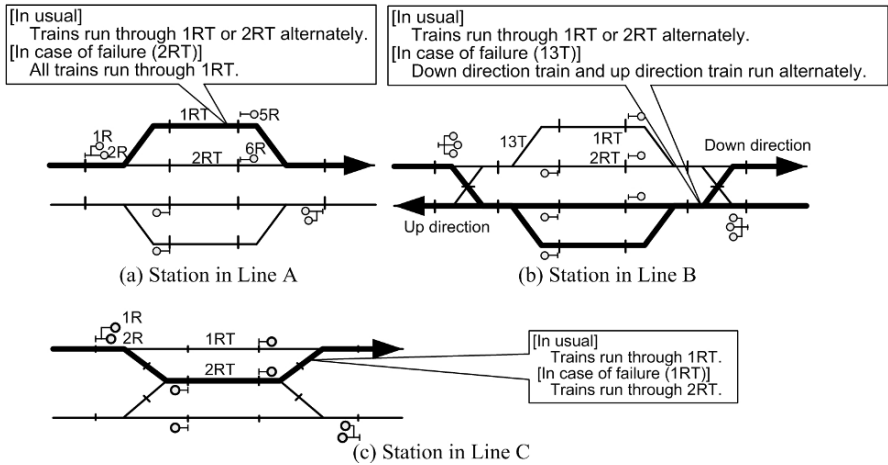 [In usual]
Trains run through 1RT or 2RT alternately.
[In case of failure (2RT)]
All trains run through 1RT.
1RT
5R
1R
2R
2RT
6R
(a) Station in Line A
[In usual]
Trains run through 1RT or 2RT alternately.
[In case of failure (13T)]
Down direction train and up direction train run alternately.
13T
1RT
2RT
Down direction
Up direction
(b) Station in Line B
1R
2R
1RT
2RT
[In usual]
Trains run through 1RT.
[In case of failure (1RT)]
Trains run through 2RT.
(c) Station in Line C